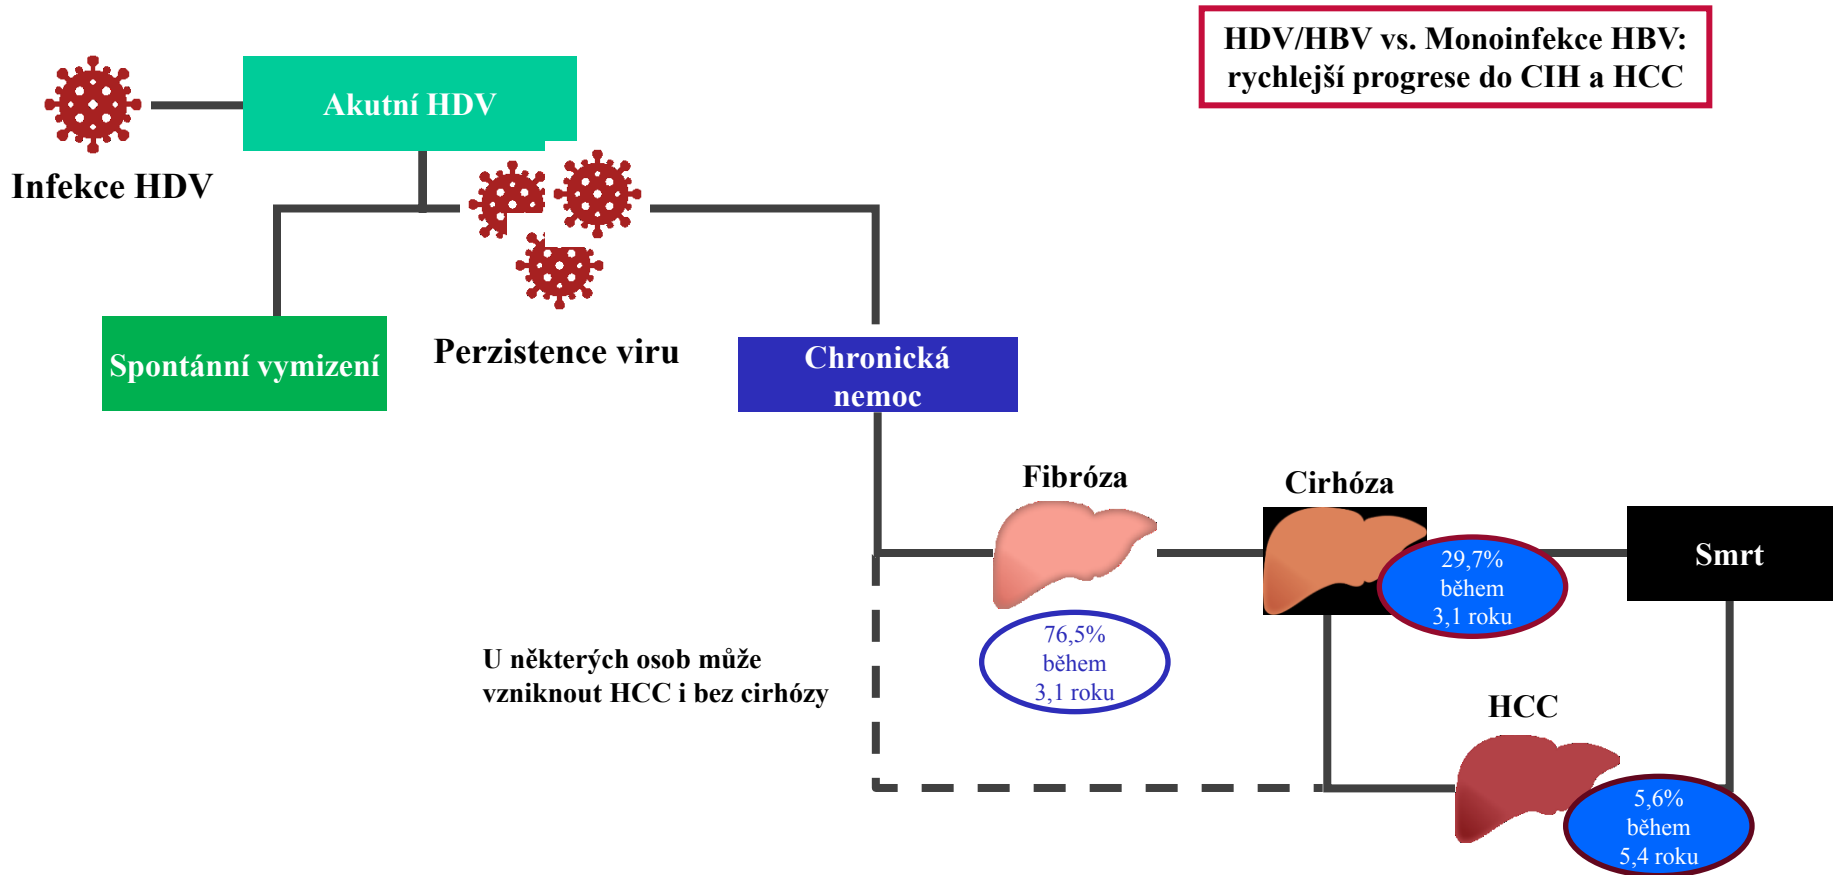 HDV/HBV vs. Monoinfekce HBV:
rychlejší progrese do CIH a HCC
Akutní HDV
Infekce HDV
Spontánní vymizení
Perzistence viru
Chronická
nemoc
Fibróza
Cirhóza
29,7%
během
3,1 roku
Smrt
76,5%
během
3,1 roku
U některých osob může
vzniknout HCC i bez cirhózy
HCC
5,6%
během
5,4 roku